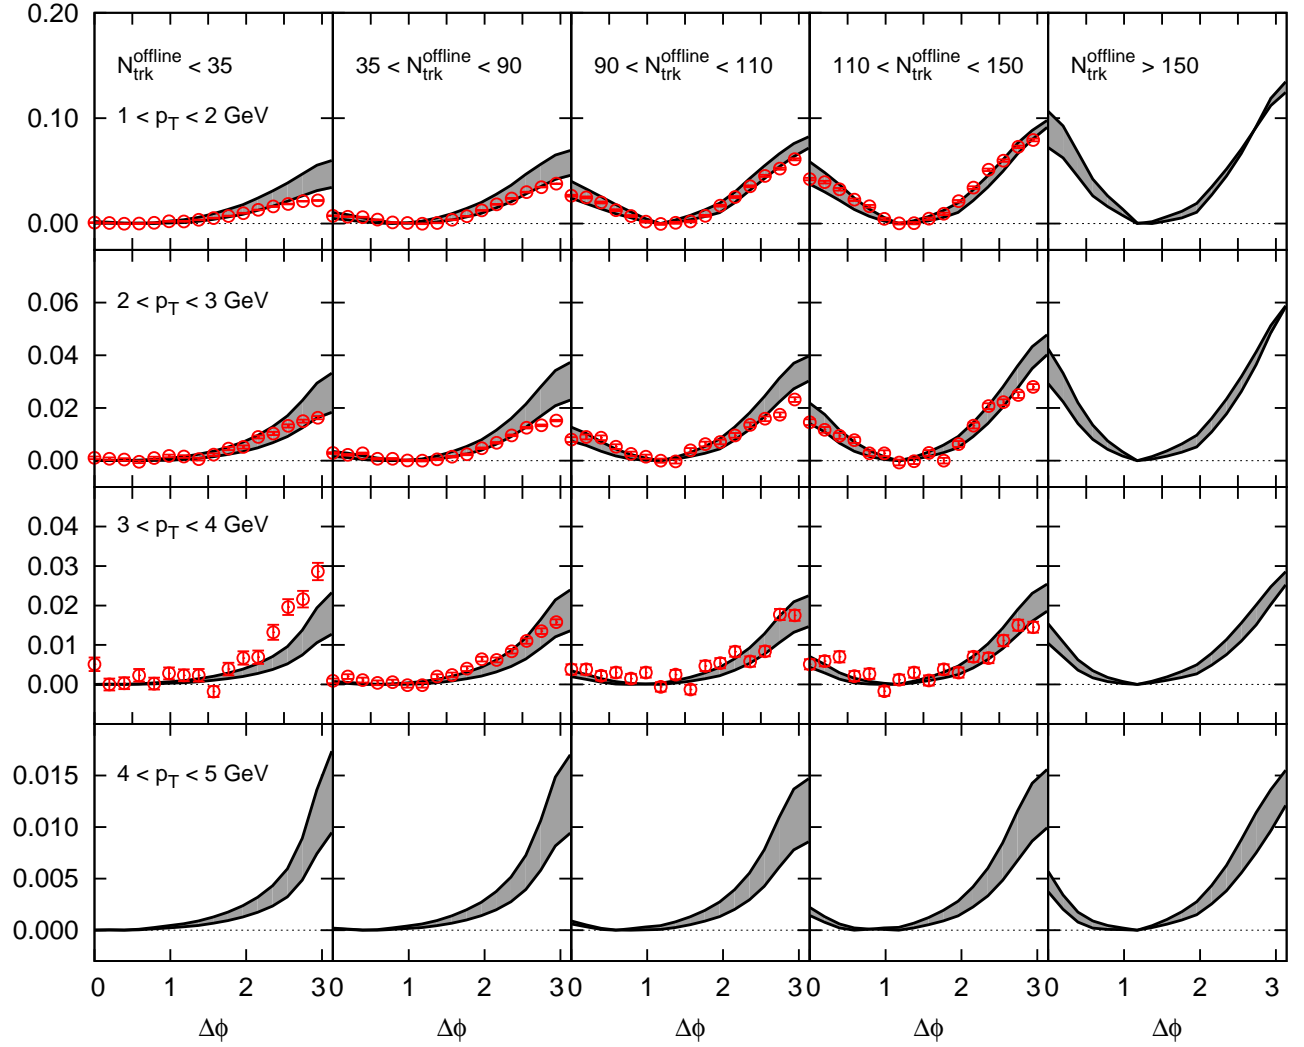 0.20
N_trk^offline < 35
35 < N_trk^offline < 90
90 < N_trk^offline < 110
110 < N_trk^offline < 150
N_trk^offline > 150
1 < p_T < 2 GeV
0.10
0.00
2 < p_T < 3 GeV
0.06
0.04
0.02
0.00
3 < p_T < 4 GeV
0.04
0.03
0.02
0.01
0.00
4 < p_T < 5 GeV
0.015
0.010
0.005
0.000
0 1 2 3 0 1 2 3 0 1 2 3 0 1 2 3 0 1 2 3
Δϕ Δϕ Δϕ Δϕ Δϕ